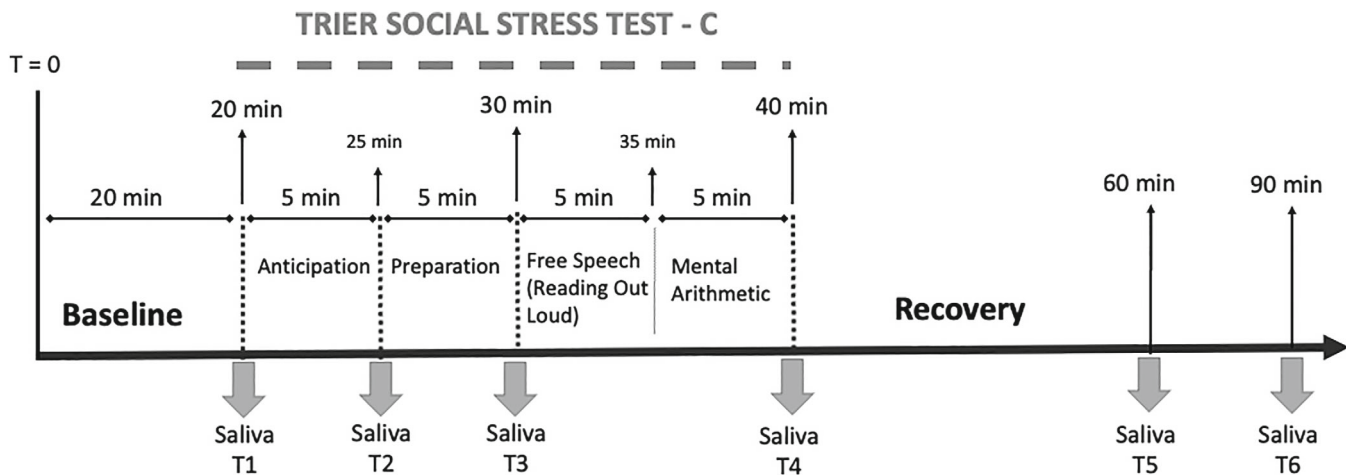 TRIER SOCIAL STRESS TEST - C
T = 0
20 min
30 min
40 min
25 min
35 min
60 min
90 min
20 min
5 min
5 min
5 min
5 min
Anticipation
Preparation
Free Speech
(Reading Out
Loud)
Mental
Arithmetic
Baseline
Recovery
Saliva
T1
Saliva
T2
Saliva
T3
Saliva
T4
Saliva
T5
Saliva
T6